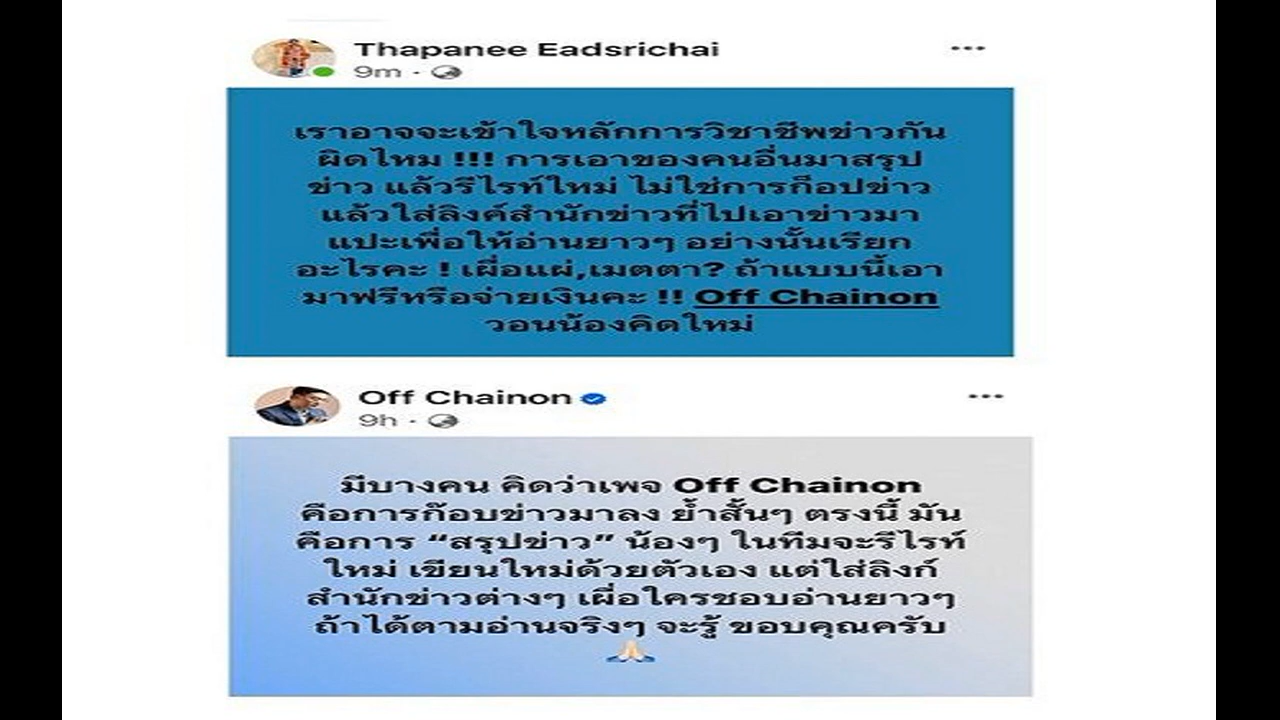 Thapanee Eadsrichai
9m ·
เราอาจจะเข้าใจหลักการวิชาชีพข่าวกัน
ผิดไหม !!! การเอาของคนอื่นมาสรุป
ข่าว แล้วรีไรท์ใหม่ ไม่ใช่การก็อปข่าว
แล้วใส่ลิงค์สำนักข่าวที่ไปเอาข่าวมา
แปะเพื่อให้อ่านยาวๆ อย่างนั้นเรียก
อะไรคะ ! เผื่อแผ่,เมตตา? ถ้าแบบนี้เอา
มาฟรีหรือจ่ายเงินคะ !! Off Chainon
วอนน้องคิดใหม่
Off Chainon
9h ·
มีบางคน คิดว่าเพจ Off Chainon
คือการก๊อบข่าวมาลง ย้ำสั้นๆ ตรงนี้ มัน
คือการ “สรุปข่าว” น้องๆ ในทีมจะรีไรท์
ใหม่ เขียนใหม่ด้วยตัวเอง แต่ใส่ลิงก์
สำนักข่าวต่างๆ เผื่อใครชอบอ่านยาวๆ
ถ้าได้ตามอ่านจริงๆ จะรู้ ขอบคุณครับ
🙏🏻